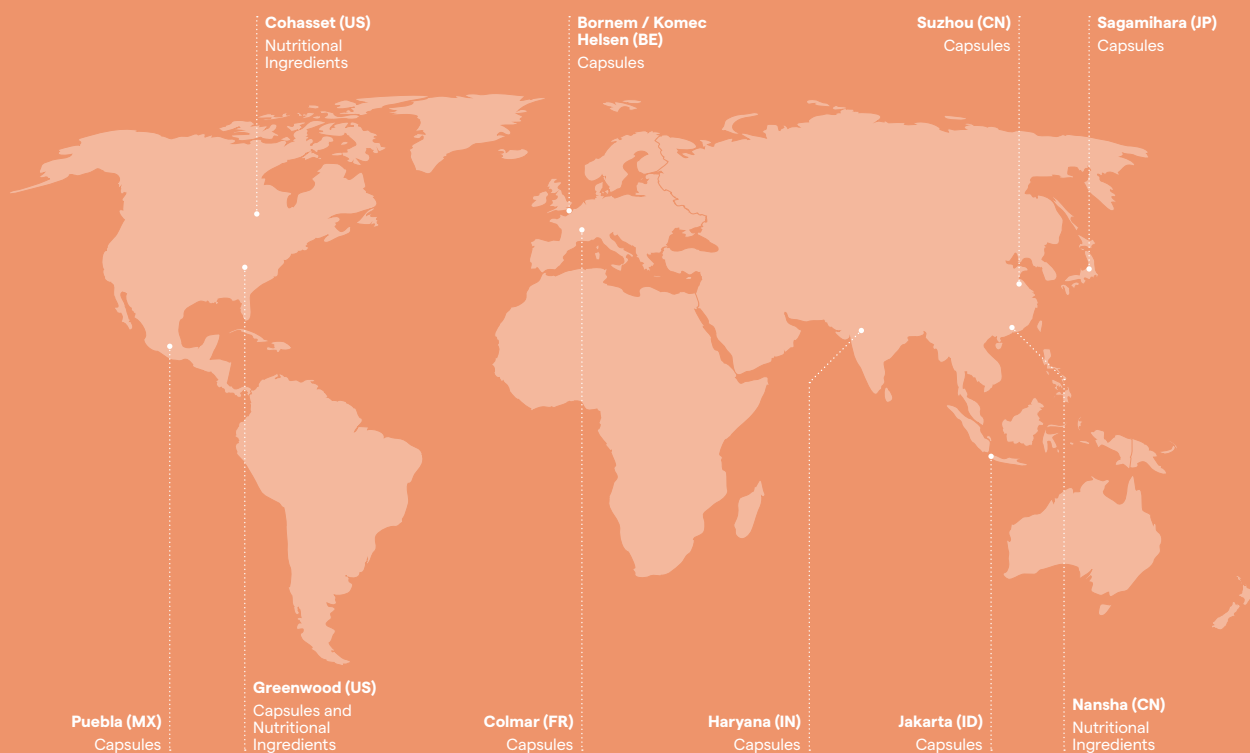 Cohasset (US)
Nutritional
Ingredients
Bornem / Komec
Helsen (BE)
Capsules
Suzhou (CN)
Capsules
Sagamihara (JP)
Capsules
Puebla (MX)
Capsules
Greenwood (US)
Capsules and
Nutritional
Ingredients
Colmar (FR)
Capsules
Haryana (IN)
Capsules
Jakarta (ID)
Capsules
Nansha (CN)
Nutritional
Ingredients